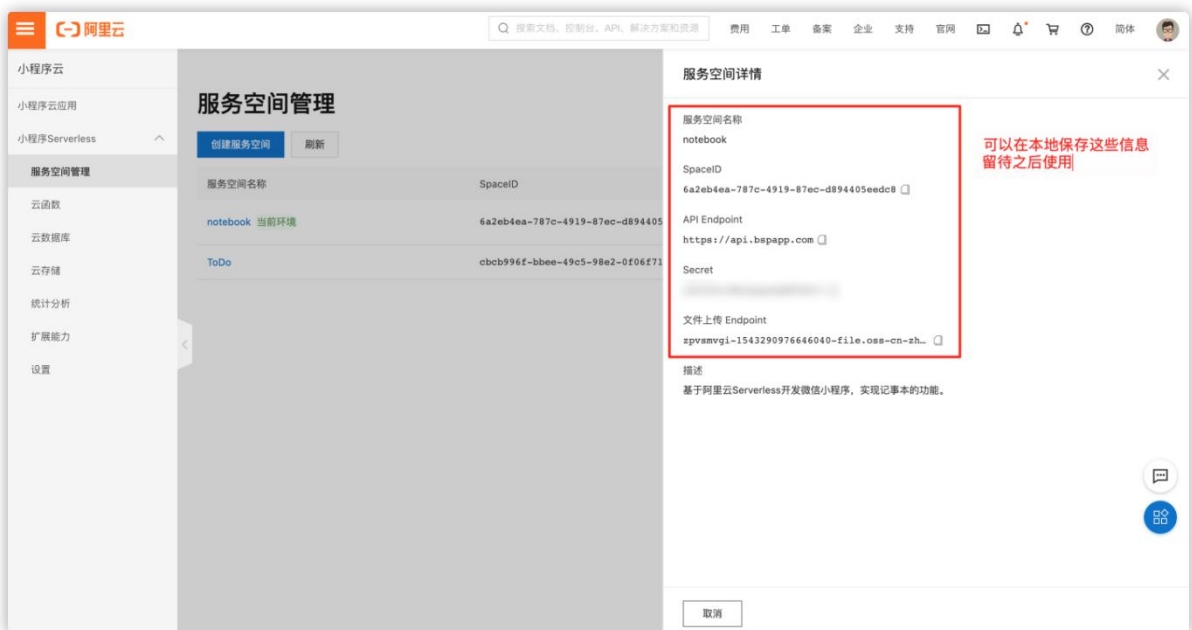 阿里云
搜索文档、控制台、API、解决方案和资源
费用 工单 备案 企业 支持 官网 简体
小程序云
小程序云应用
小程序Serverless
服务空间管理
云函数
云数据库
云存储
统计分析
扩展能力
设置
服务空间管理
创建服务空间 刷新
服务空间名称 SpaceID
notebook 当前环境 6a2eb4ea-787c-4919-87ec-d894405
ToDo cbcb996f-bbee-49c5-98e2-0f06f71
服务空间详情
服务空间名称
notebook
SpaceID
6a2eb4ea-787c-4919-87ec-d894405eedc8
API Endpoint
https://api.bspapp.com
Secret
文件上传 Endpoint
zpvsmvgi-1543290976646040-file.oss-cn-zh…
描述
基于阿里云Serverless开发微信小程序，实现记事本的功能。
可以在本地保存这些信息
留待之后使用
取消